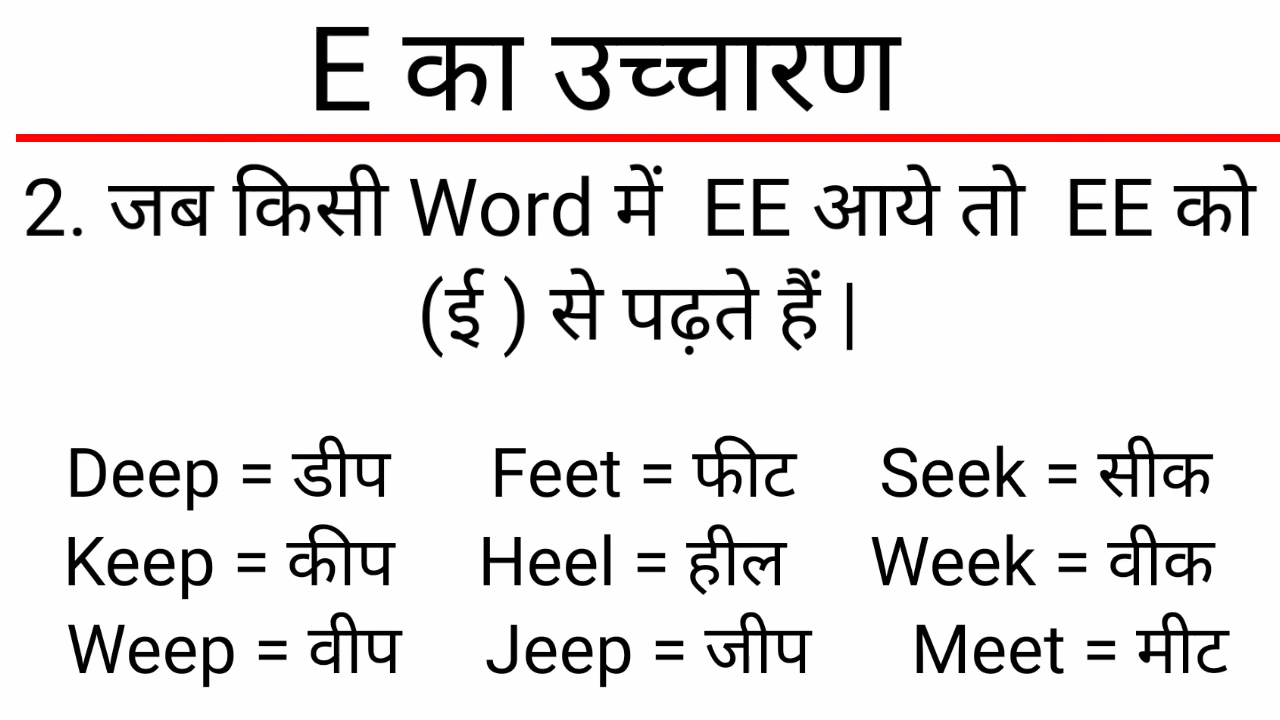 E का उच्चारण
2. जब किसी Word में EE आये तो EE को
(ई ) से पढ़ते हैं |
Deep = डीप Feet = फीट Seek = सीक
Keep = कीप Heel = हील Week = वीक
Weep = वीप Jeep = जीप Meet = मीट